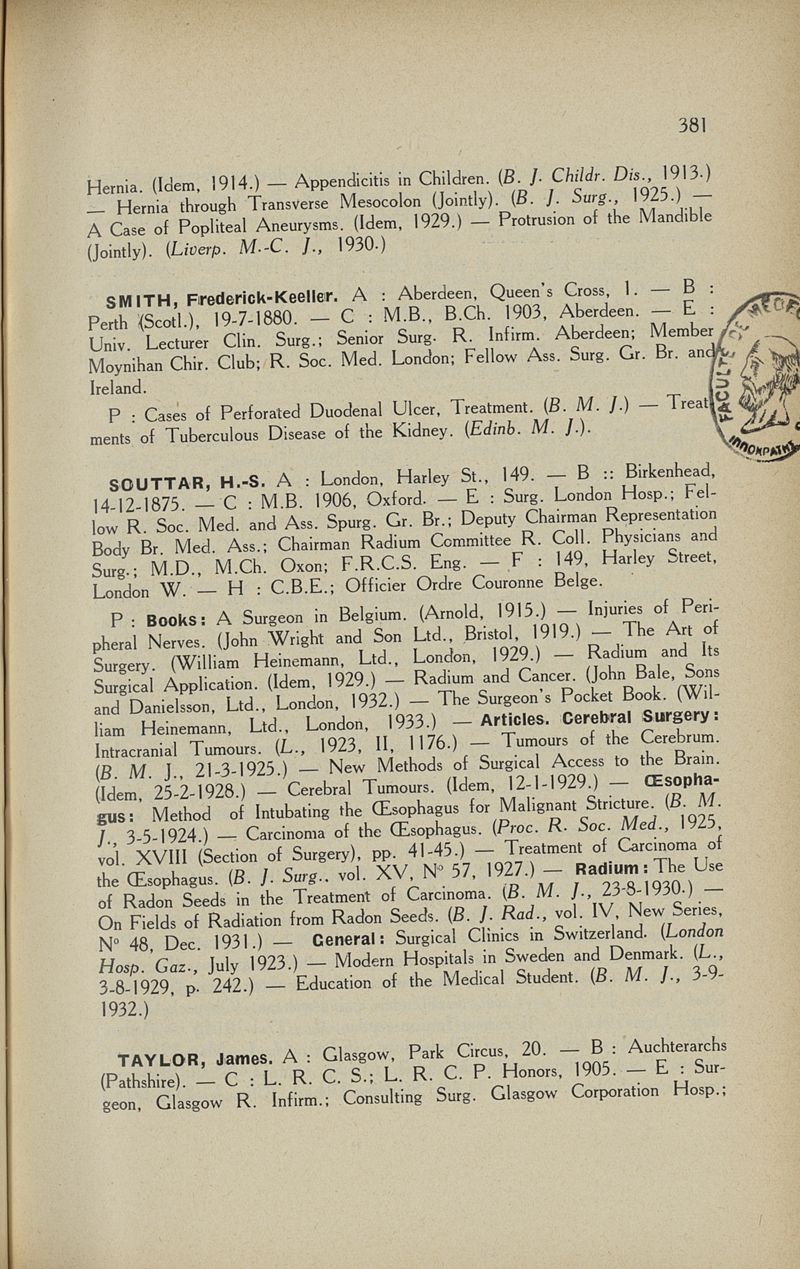 381
Hernia. (Idem, 1914.) — Appendicitis in Children. (B. J. Childr. Dis., 1913.)
— Hernia through Transverse Mesocolon (Jointly). (B. J. Surg., 1925.) —
A Case of Popliteal Aneurysms. (Idem, 1929.) — Protrusion of the Mandible
(Jointly). (Liverp. M.-C. J., 1930.)
SMITH, Frederick-Keeller. A : Aberdeen, Queen's Cross, 1. — B :
Perth (Scotl.), 19-7-1880. — C : M.B., B.Ch. 1903, Aberdeen. — E :
Univ. Lecturer Clin. Surg.; Senior Surg. R. Infirm. Aberdeen; Member
Moynihan Chir. Club; R. Soc. Med. London; Fellow Ass. Surg. Gr. Br. and
Ireland.
P : Cases of Perforated Duodenal Ulcer, Treatment. (B. M. J.) — Treat
ments of Tuberculous Disease of the Kidney. (Edinb. M. J.).
SOUTTAR, H.-S. A : London, Harley St., 149. — B :: Birkenhead,
14-12-1875. — C : M.B. 1906, Oxford. — E : Surg. London Hosp.; Fel-
low R. Soc. Med. and Ass. Spurg. Gr. Br.; Deputy Chairman Representation
Body Br. Med. Ass.; Chairman Radium Committee R. Coll. Physicians and
Surg.; M.D., M.Ch. Oxon; F.R.C.S. Eng. — F : 149, Harley Street,
London W. — H : C.B.E.; Officier Ordre Couronne Belge.
P : Books: A Surgeon in Belgium. (Arnold, 1915.) — Injuries of Peri-
pheral Nerves. (John Wright and Son Ltd., Bristol, 1919.) — The Art of
Surgery. (William Heinemann, Ltd., London, 1929.) — Radium and Its
Surgical Application. (Idem, 1929.) — Radium and Cancer. (John Bale, Sons
and Danielsson, Ltd., London, 1932.) — The Surgeon's Pocket Book. (Wil-
liam Heinemann, Ltd., London, 1933.) — Articles. Cerebral Surgery:
Intracranial Tumours. (L., 1923, II, 1176.) — Tumours of the Cerebrum.
(B. M. J., 21-3-1925.) — New Methods of Surgical Access to the Brain.
(Idem, 25-2-1928.) — Cerebral Tumours. (Idem, 12-1-1929.) — Œsopha-
gus: Method of Intubating the Œsophagus for Malignant Stricture. (B. M.
J., 3-5-1924.) — Carcinoma of the Œsophagus. (Proc. R. Soc. Med., 1925,
vol. XVIII (Section of Surgery), pp. 41-45.) — Treatment of Carcinoma of
the Œsophagus. (B. J. Surg.. vol. XV, N° 57, 1927.) — Radium: The Use
of Radon Seeds in the Treatment of Carcinoma. (B. M. J., 23-8-1930.) —
On Fields of Radiation from Radon Seeds. (B. J. Rad., vol. IV, New Series,
N° 48, Dec. 1931.) — General: Surgical Clinics in Switzerland. (London
Hosp. Gaz., July 1923.) — Modern Hospitals in Sweden and Denmark. (L.,
3-8-1929, p. 242.) — Education of the Medical Student. (B. M. J., 3-9-
1932.)
TAYLOR, James. A : Glasgow, Park Circus, 20. — B : Auchterarchs
(Pathshire). — C : L. R. C. S.; L. R. C. P. Honors, 1905. — E : Sur-
geon, Glasgow R. Infirm.; Consulting Surg. Glasgow Corporation Hosp.;